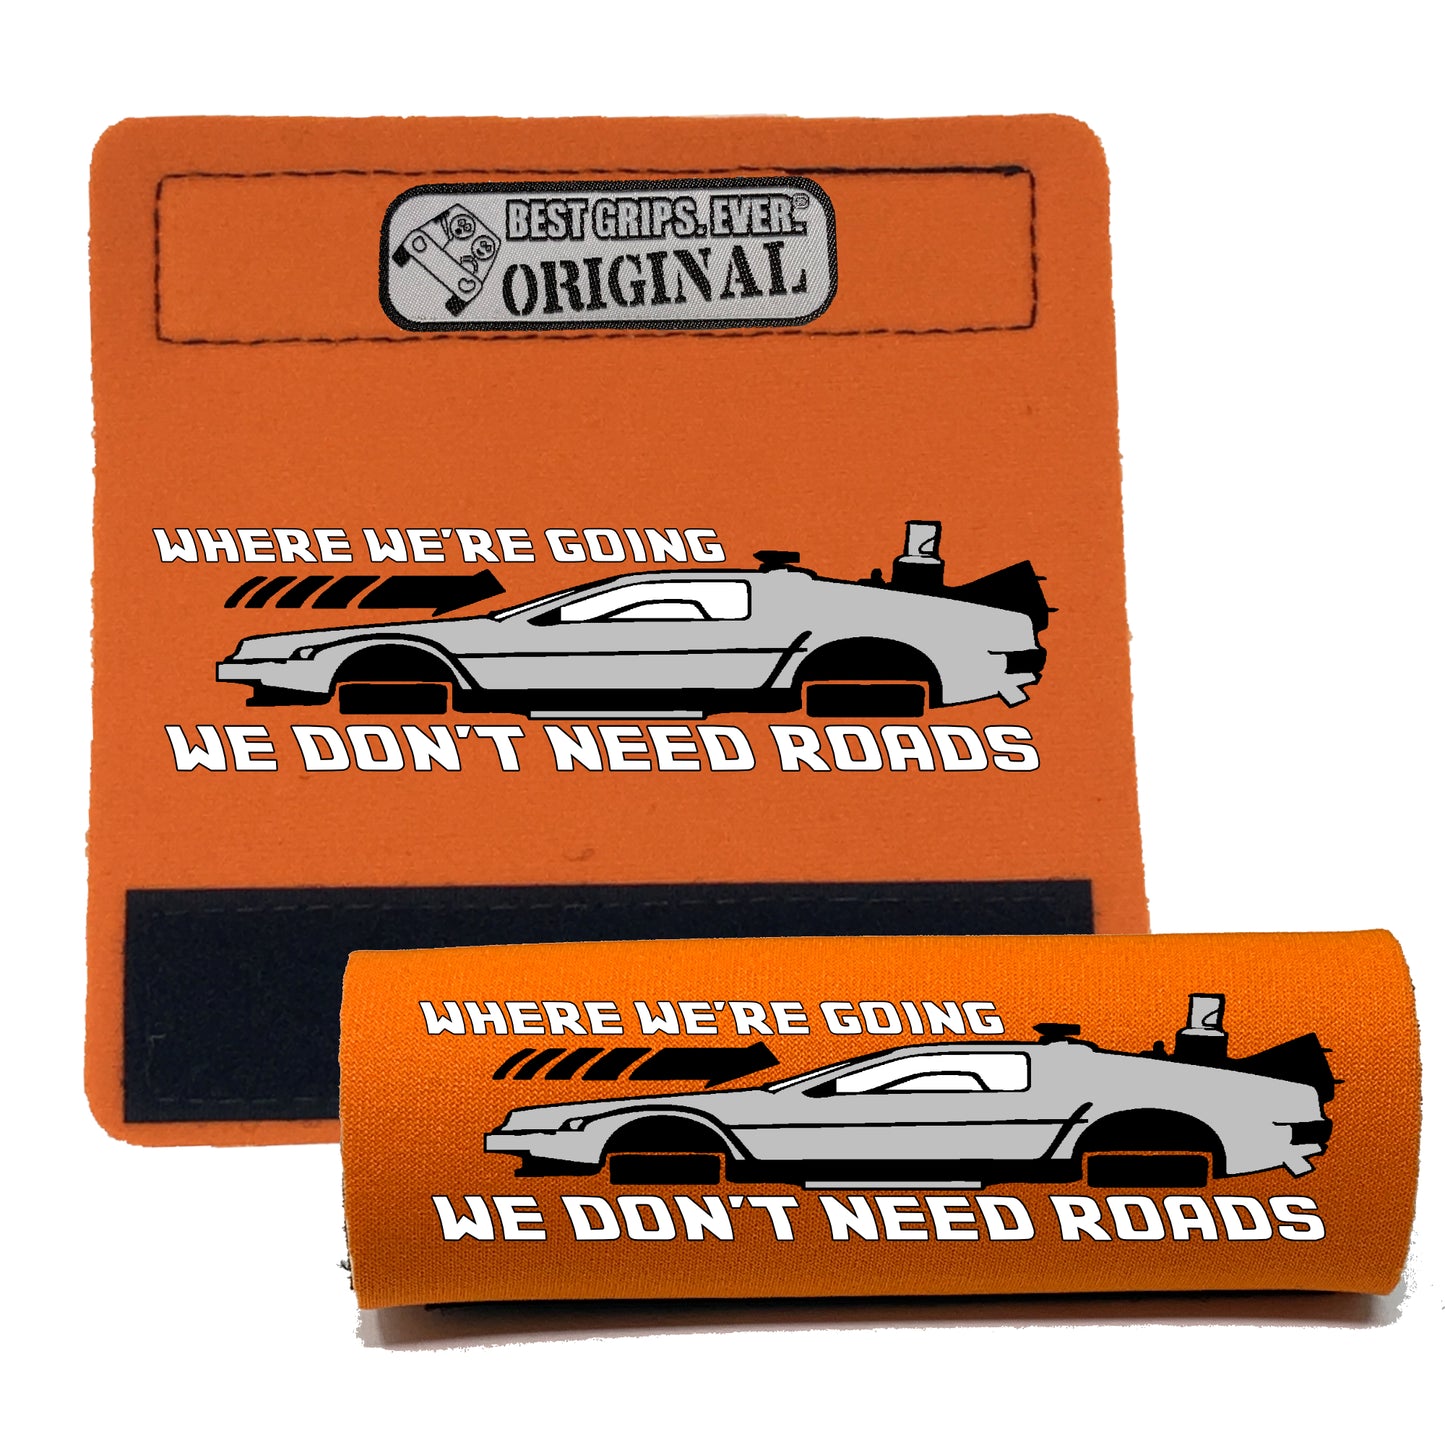 BEST GRIPS. EVER.®
ORIGINAL
WHERE WE'RE GOING
WE DON'T NEED ROADS
WHERE WE'RE GOING
WE DON'T NEED ROADS